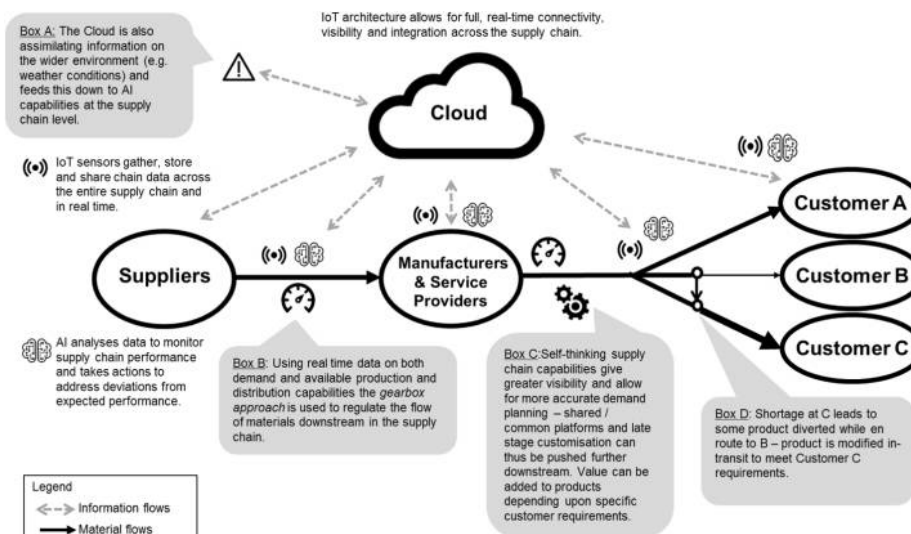 IoT architecture allows for full, real-time connectivity,
visibility and integration across the supply chain.
Box A: The Cloud is also
assimilating information on
the wider environment (e.g.
weather conditions) and
feeds this down to AI
capabilities at the supply
chain level.
Cloud
IoT sensors gather, store
and share chain data across
the entire supply chain and
in real time.
Suppliers
Manufacturers
& Service
Providers
Customer A
Customer B
Customer C
AI analyses data to monitor
supply chain performance
and takes actions to
address deviations from
expected performance.
Box B: Using real time data on both
demand and available production and
distribution capabilities the gearbox
approach is used to regulate the flow
of materials downstream in the supply
chain.
Box C:Self-thinking supply
chain capabilities give
greater visibility and allow
for more accurate demand
planning – shared /
common platforms and late
stage customisation can
thus be pushed further
downstream. Value can be
added to products
depending upon specific
customer requirements.
Box D: Shortage at C leads to
some product diverted while en
route to B – product is modified in-
transit to meet Customer C
requirements.
Legend
Information flows
Material flows